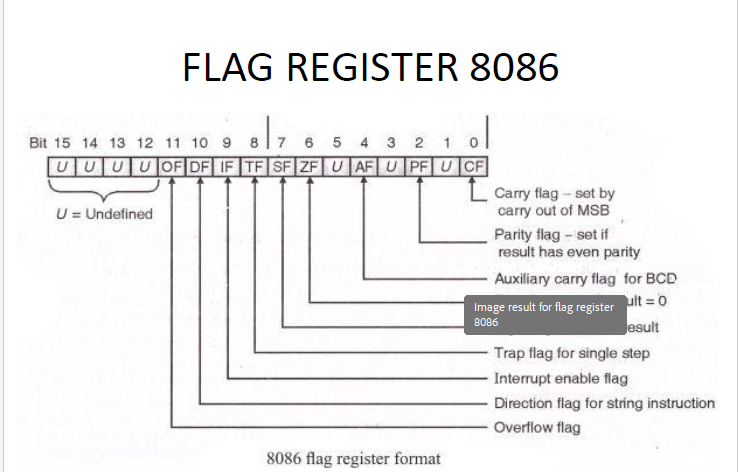 FLAG REGISTER 8086
Bit 15 14 13 12 11 10 9 8 7 6 5 4 3 2 1 0
U U U U OF DF IF TF SF ZF U AF U PF U CF
U = Undefined
Carry flag – set by
carry out of MSB
Parity flag – set if
result has even parity
Auxiliary carry flag for BCD
= 0
Image result for flag register
8086
Trap flag for single step
Interrupt enable flag
Direction flag for string instruction
Overflow flag
8086 flag register format